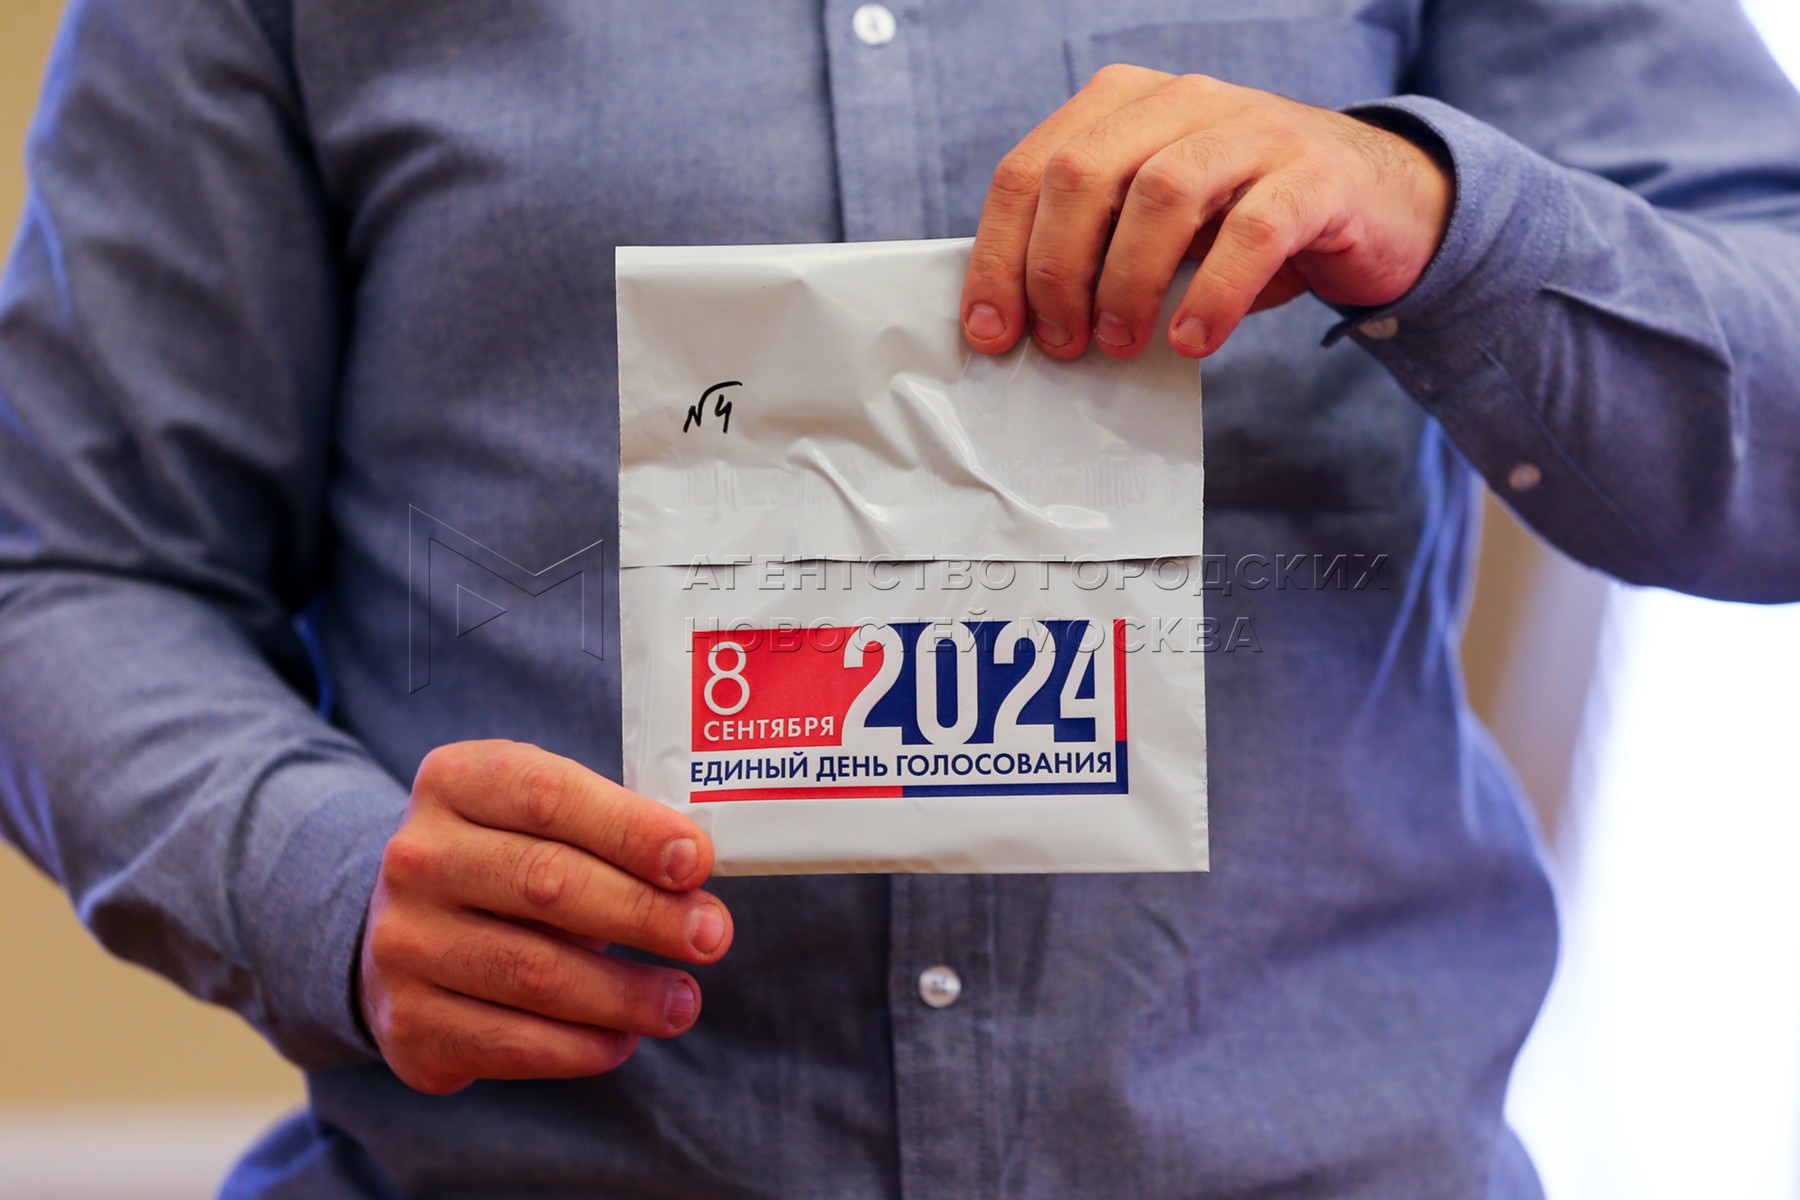 №4
АГЕНТСТВО ГОРОДСКИХ
НОВОСТЕЙ МОСКВА
8
СЕНТЯБРЯ
2024
ЕДИНЫЙ ДЕНЬ ГОЛОСОВАНИЯ